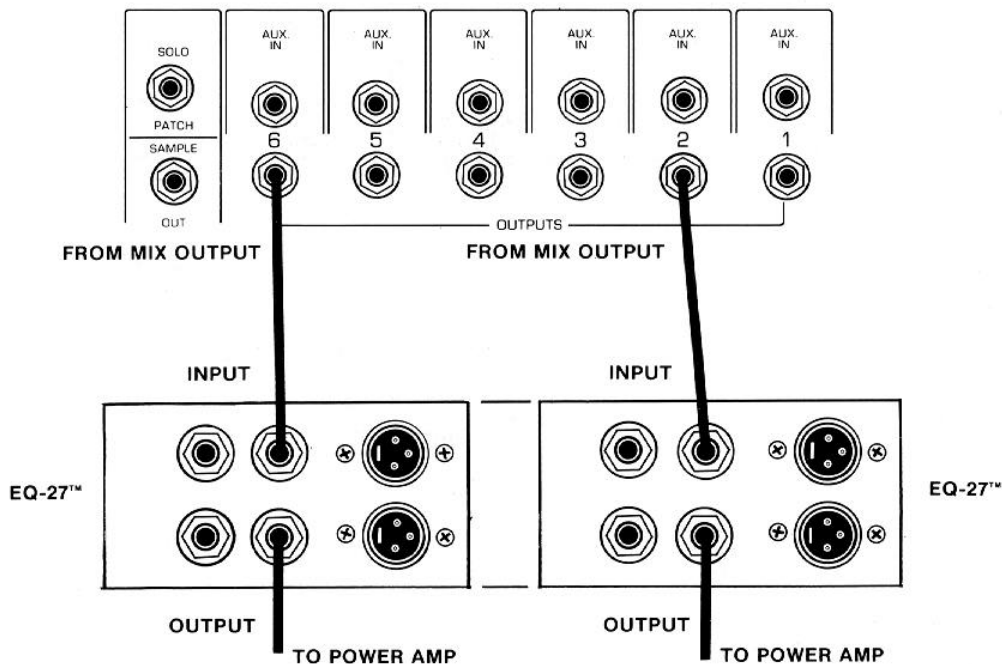 SOLO
PATCH
SAMPLE
OUT
AUX.
IN
6
AUX.
IN
5
AUX.
IN
4
AUX.
IN
3
AUX.
IN
2
AUX.
IN
1
OUTPUTS
FROM MIX OUTPUT
FROM MIX OUTPUT
INPUT
INPUT
EQ-27™
EQ-27™
OUTPUT
OUTPUT
TO POWER AMP
TO POWER AMP